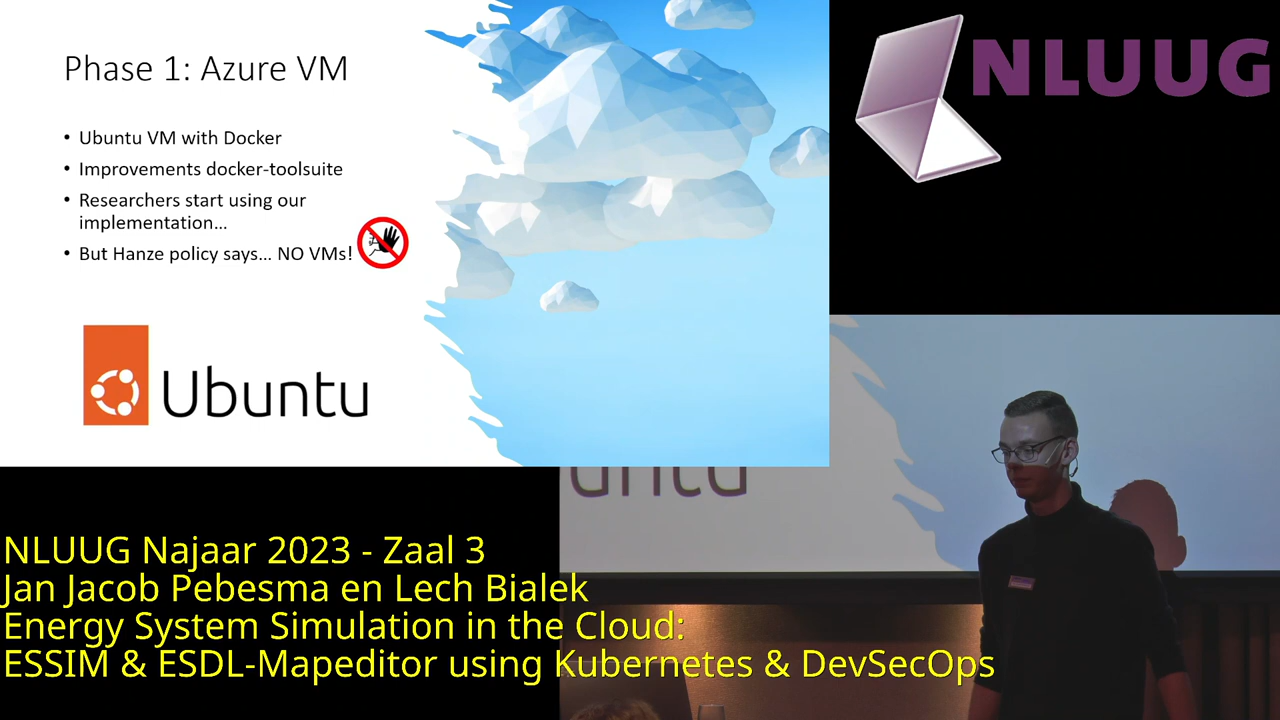 Phase 1: Azure VM
• Ubuntu VM with Docker
• Improvements docker-toolsuite
• Researchers start using our
implementation...
• But Hanze policy says... NO VMs!
Ubuntu
NLUUG
untu
NLUUG Najaar 2023 - Zaal 3
Jan Jacob Pebesma en Lech Bialek
Energy System Simulation in the Cloud:
ESSIM & ESDL-Mapeditor using Kubernetes & DevSecOps